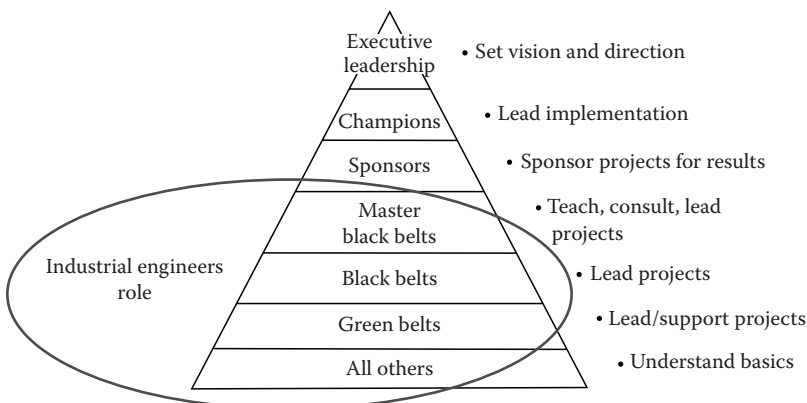 Executive
leadership
• Set vision and direction
Champions
• Lead implementation
Sponsors
• Sponsor projects for results
Master
black belts
• Teach, consult, lead
projects
Industrial engineers
role
Black belts
• Lead projects
Green belts
• Lead/support projects
All others
• Understand basics